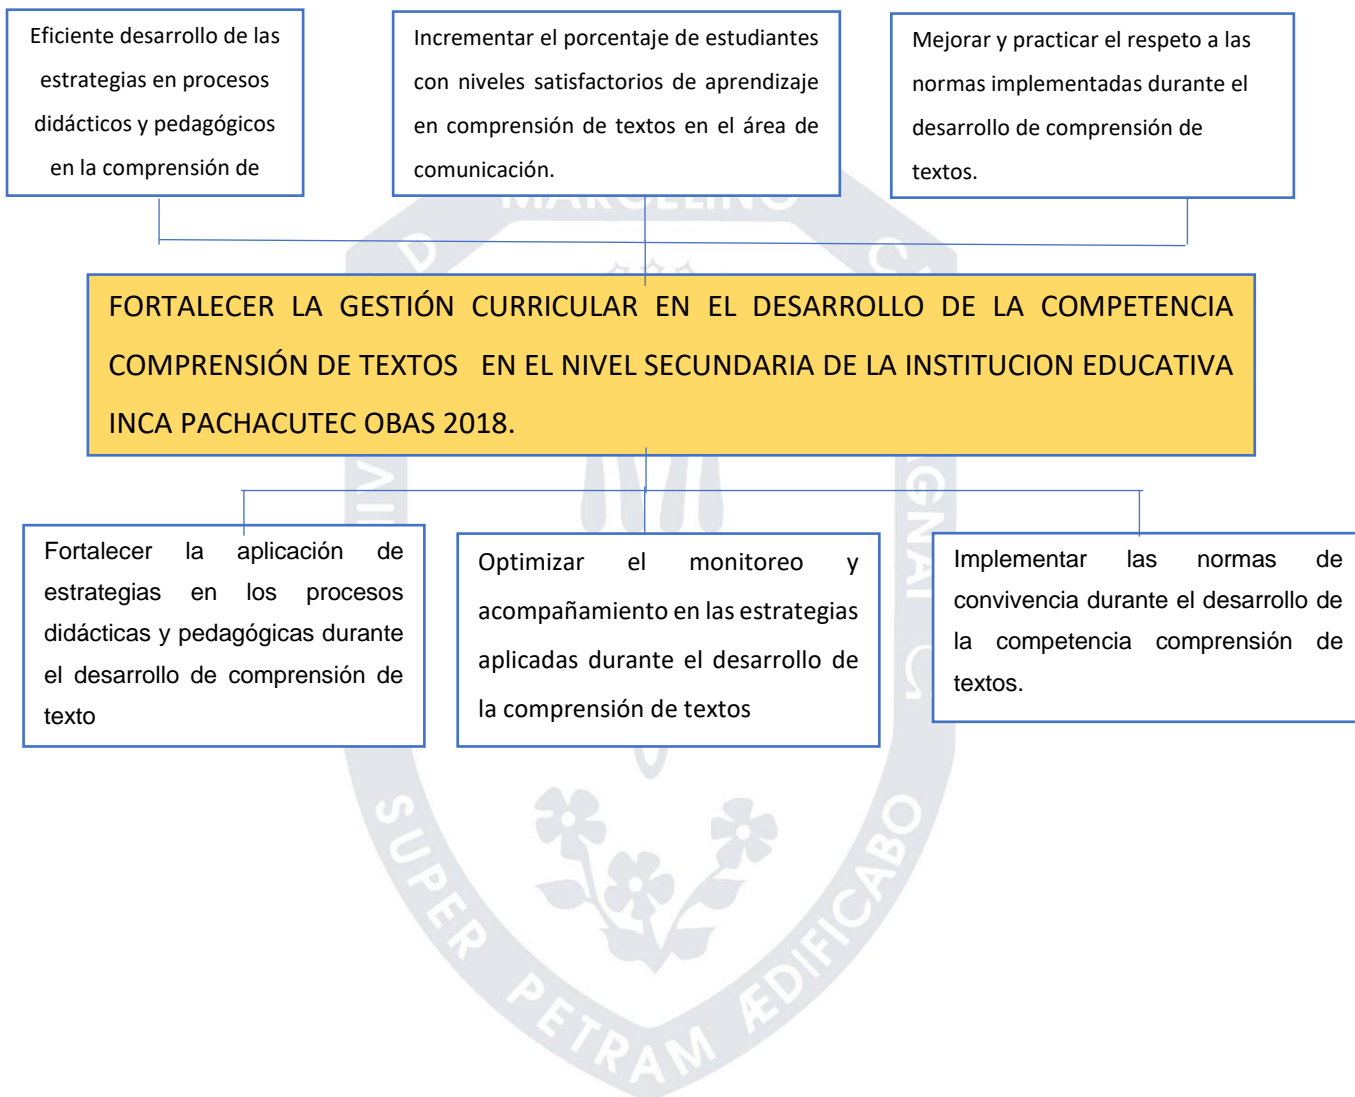 Eficiente desarrollo de las
estrategias en procesos
didácticos y pedagógicos
en la comprensión de
Incrementar el porcentaje de estudiantes
con niveles satisfactorios de aprendizaje
en comprensión de textos en el área de
comunicación.
Mejorar y practicar el respeto a las
normas implementadas durante el
desarrollo de comprensión de
textos.
FORTALECER LA GESTIÓN CURRICULAR EN EL DESARROLLO DE LA COMPETENCIA
COMPRENSIÓN DE TEXTOS EN EL NIVEL SECUNDARIA DE LA INSTITUCION EDUCATIVA
INCA PACHACUTEC OBAS 2018.
Fortalecer la aplicación de
estrategias en los procesos
didácticas y pedagógicas durante
el desarrollo de comprensión de
texto
Optimizar el monitoreo y
acompañamiento en las estrategias
aplicadas durante el desarrollo de
la comprensión de textos
Implementar las normas de
convivencia durante el desarrollo de
la competencia comprensión de
textos.
SUPER PETRAM ÆDIFICABO